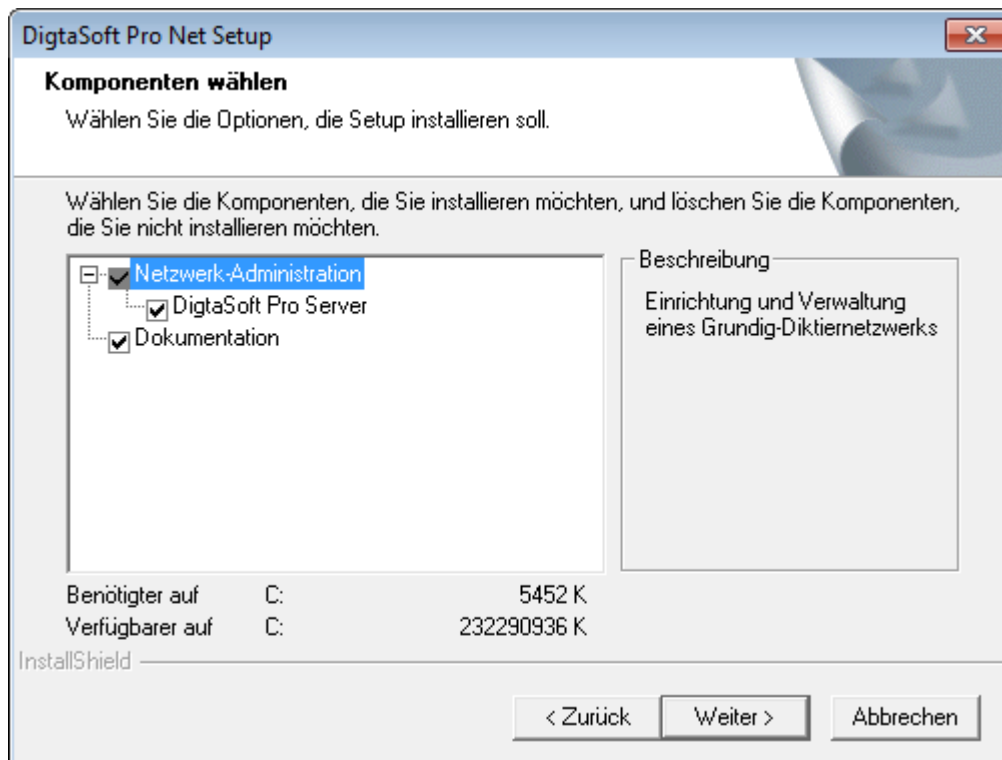 DigtaSoft Pro Net Setup
Komponenten wählen
Wählen Sie die Optionen, die Setup installieren soll.
Wählen Sie die Komponenten, die Sie installieren möchten, und löschen Sie die Komponenten,
die Sie nicht installieren möchten.
Netzwerk-Administration
DigtaSoft Pro Server
Dokumentation
Beschreibung
Einrichtung und Verwaltung
eines Grundig-Diktiernetzwerks
Benötigter auf C: 5452 K
Verfügbarer auf C: 232290936 K
InstallShield
< Zurück Weiter > Abbrechen